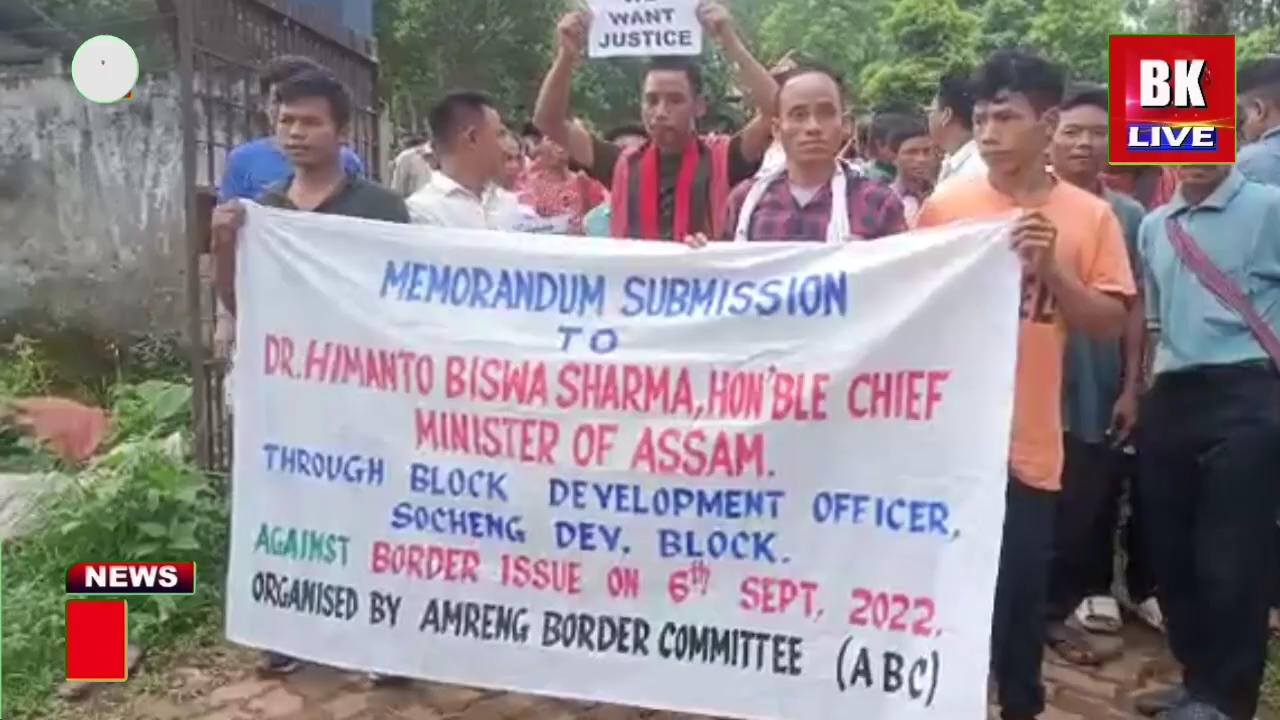 WE
WANT
JUSTICE
BK
LIVE
MEMORANDUM SUBMISSION
TO
DR. HIMANTO BISWA SHARMA, HON'BLE CHIEF
MINISTER OF ASSAM.
THROUGH BLOCK DEVELOPMENT OFFICER,
SOCHENG DEV. BLOCK.
AGAINST BORDER ISSUE ON 6th SEPT, 2022.
ORGANISED BY AMRENG BORDER COMMITTEE (ABC)
NEWS